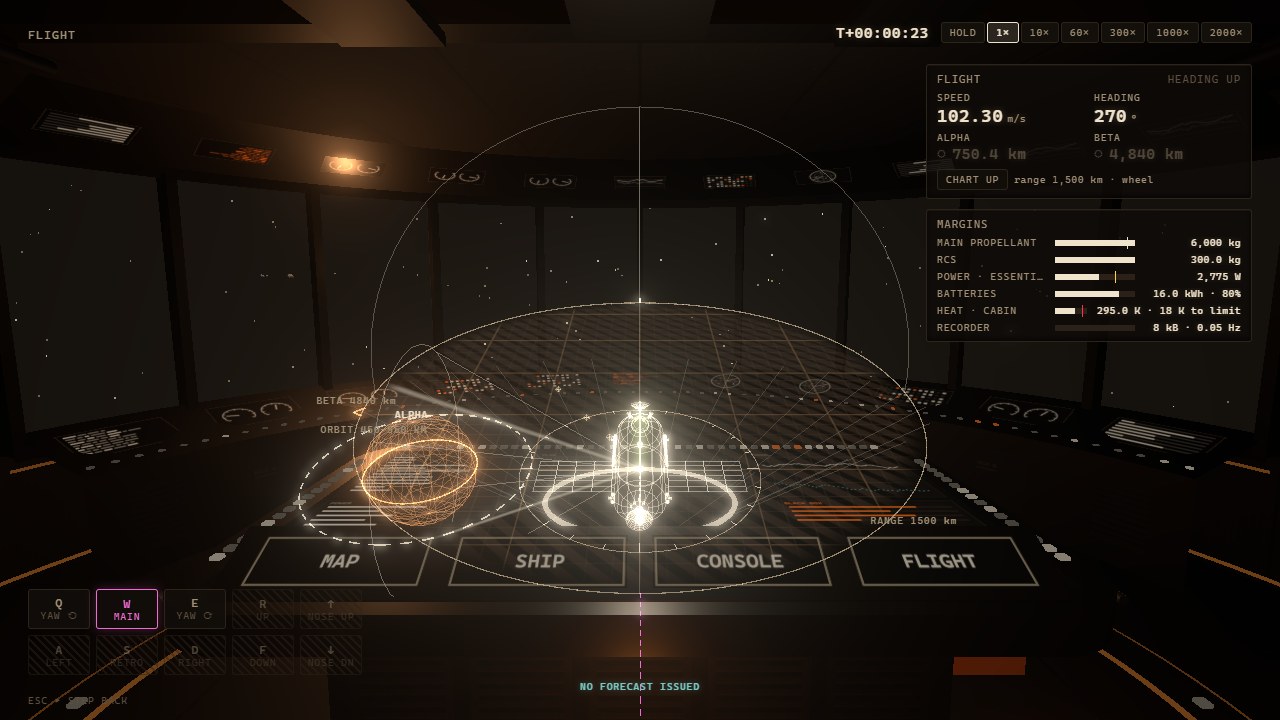 FLIGHT
T+00:00:23
HOLD 1× 10× 60× 300× 1000× 2000×
FLIGHT HEADING UP
SPEED HEADING
102.30 m/s 270 °
ALPHA BETA
750.4 km 4,840 km
CHART UP range 1,500 km · wheel
MARGINS
MAIN PROPELLANT 6,000 kg
RCS 300.0 kg
POWER · ESSENTI… 2,775 W
BATTERIES 16.0 kWh · 80%
HEAT · CABIN 295.0 K · 18 K to limit
RECORDER 8 kB · 0.05 Hz
BETA 4840 km
ALPHA
ORBIT
RANGE 1500 km
MAP SHIP CONSOLE FLIGHT
Q W E R ↑
YAW MAIN YAW UP NOSE UP
A S D F ↓
LEFT RETRO RIGHT DOWN NOSE DN
NO FORECAST ISSUED
ESC · STEP BACK